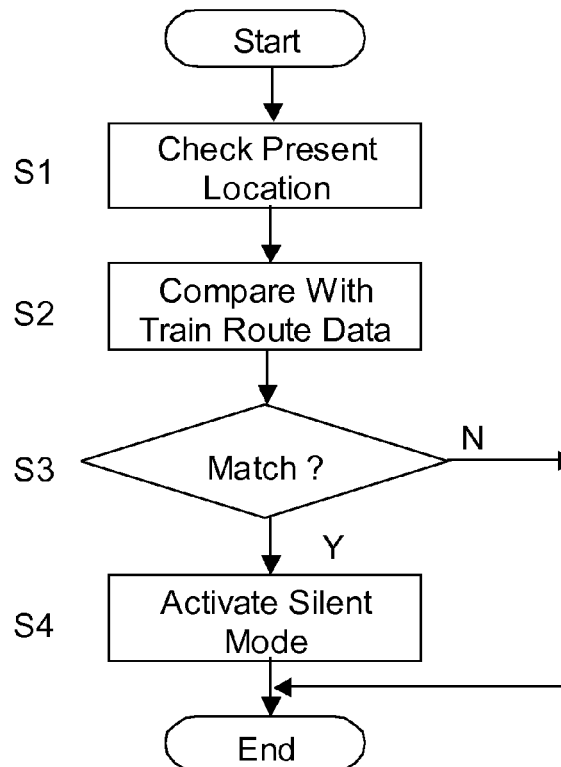 Start
S1
Check Present
Location
S2
Compare With
Train Route Data
S3
Match ?
N
Y
S4
Activate Silent
Mode
End